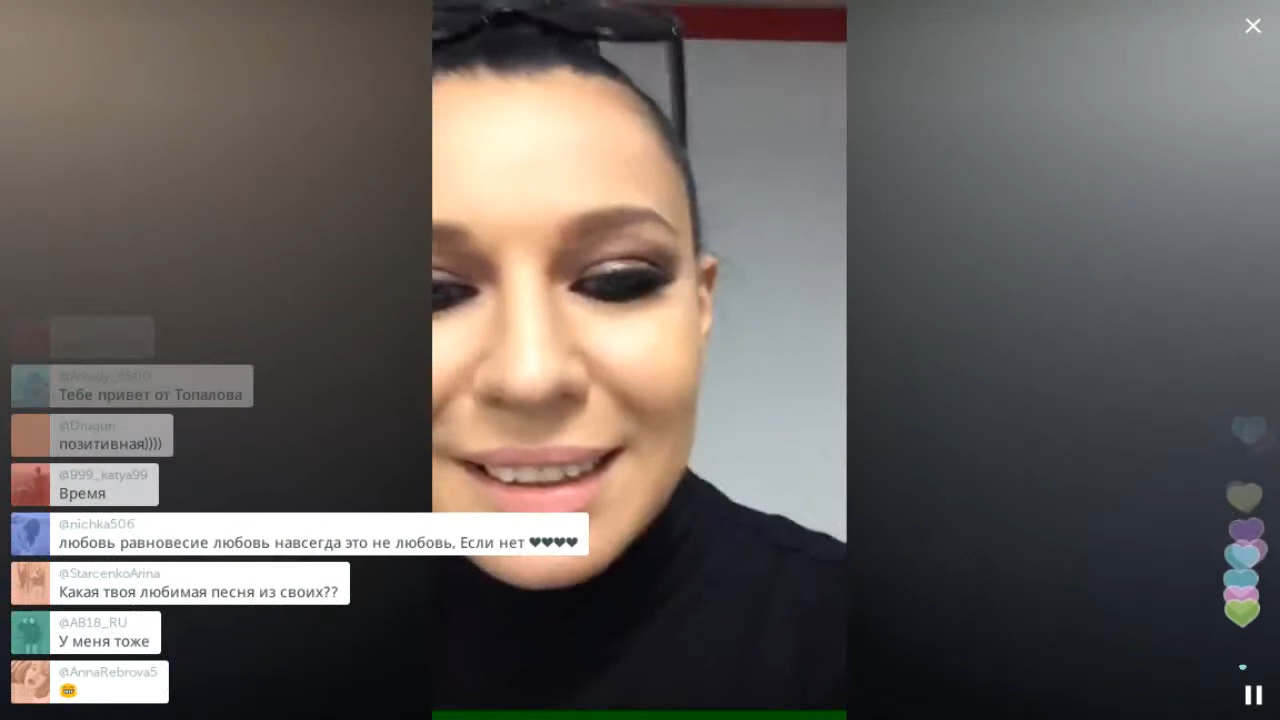 Тебе привет от Топалова
@Drugun
позитивная))))
@999_katya99
Время
@nichka506
любовь равновесие любовь навсегда это не любовь, Если нет ❤❤❤❤
@StarcenkoArina
Какая твоя любимая песня из своих??
@AB18_RU
У меня тоже
@AnnaRebrova5
😁